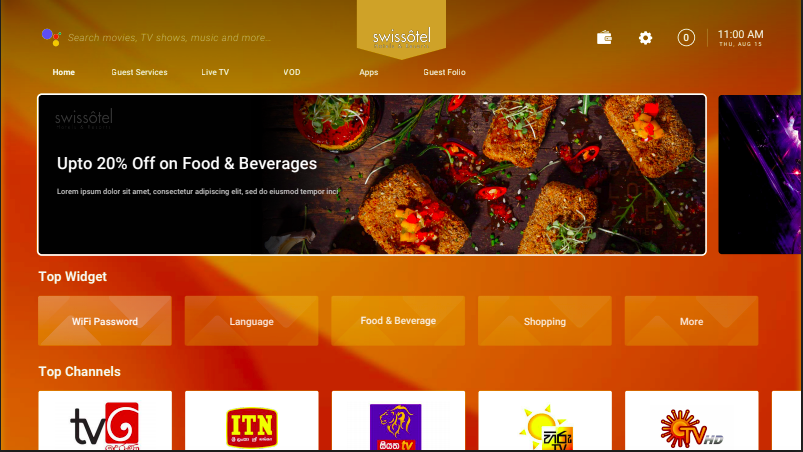 Search movies, TV shows, music and more...
swissôtel
0
11:00 AM
THU, AUG 15
Home
Guest Services
Live TV
VOD
Apps
Guest Folio
swissôtel
Upto 20% Off on Food & Beverages
Lorem ipsum dolor sit amet, consectetur adipiscing elit, sed do eiusmod tempor inci
Top Widget
WiFi Password
Language
Food & Beverage
Shopping
More
Top Channels
tv
ITN
සියත tv
හිරු
TV
TV HD